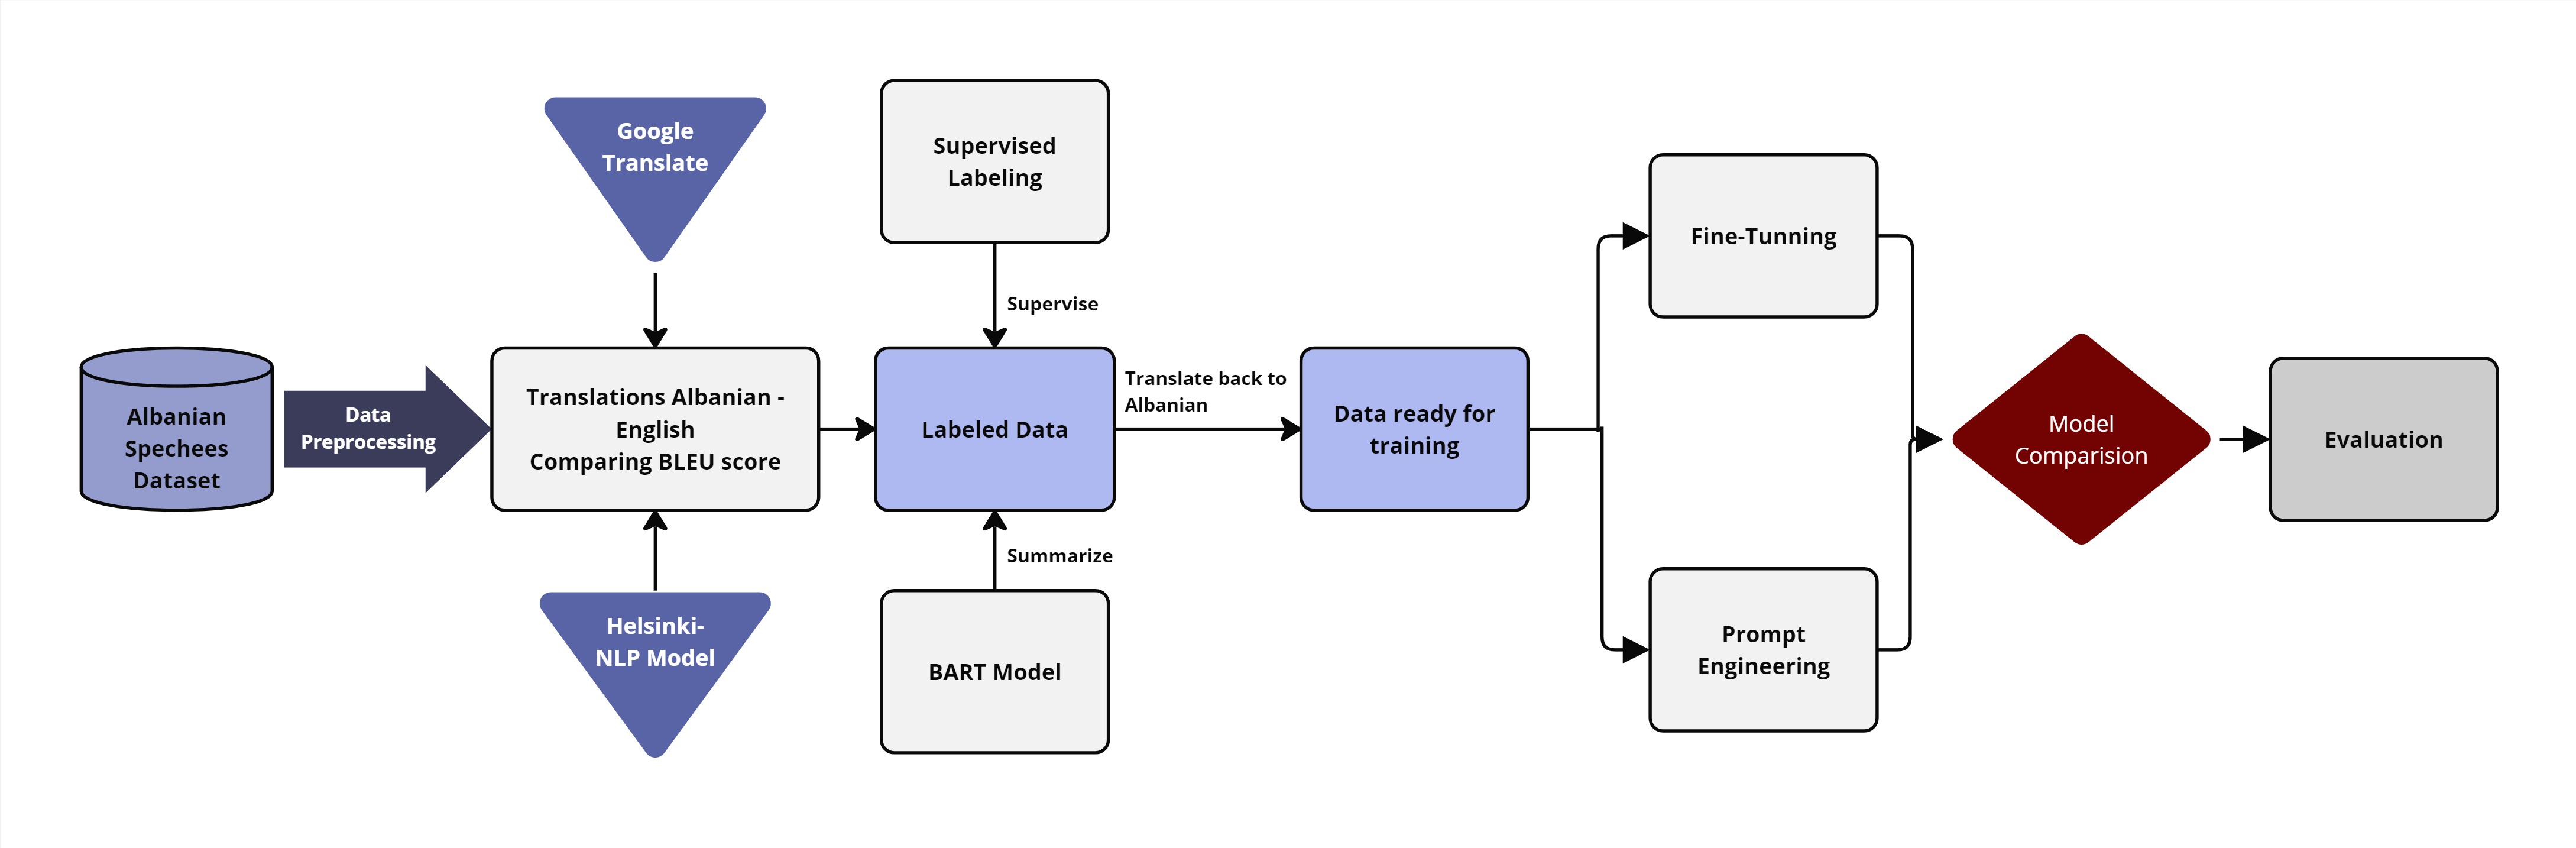 Google
Translate
Supervised
Labeling
Supervise
Albanian
Spechees
Dataset
Data
Preprocessing
Translations Albanian -
English
Comparing BLEU score
Labeled Data
Translate back to
Albanian
Data ready for
training
Helsinki-
NLP Model
Summarize
BART Model
Fine-Tunning
Prompt
Engineering
Model
Comparision
Evaluation